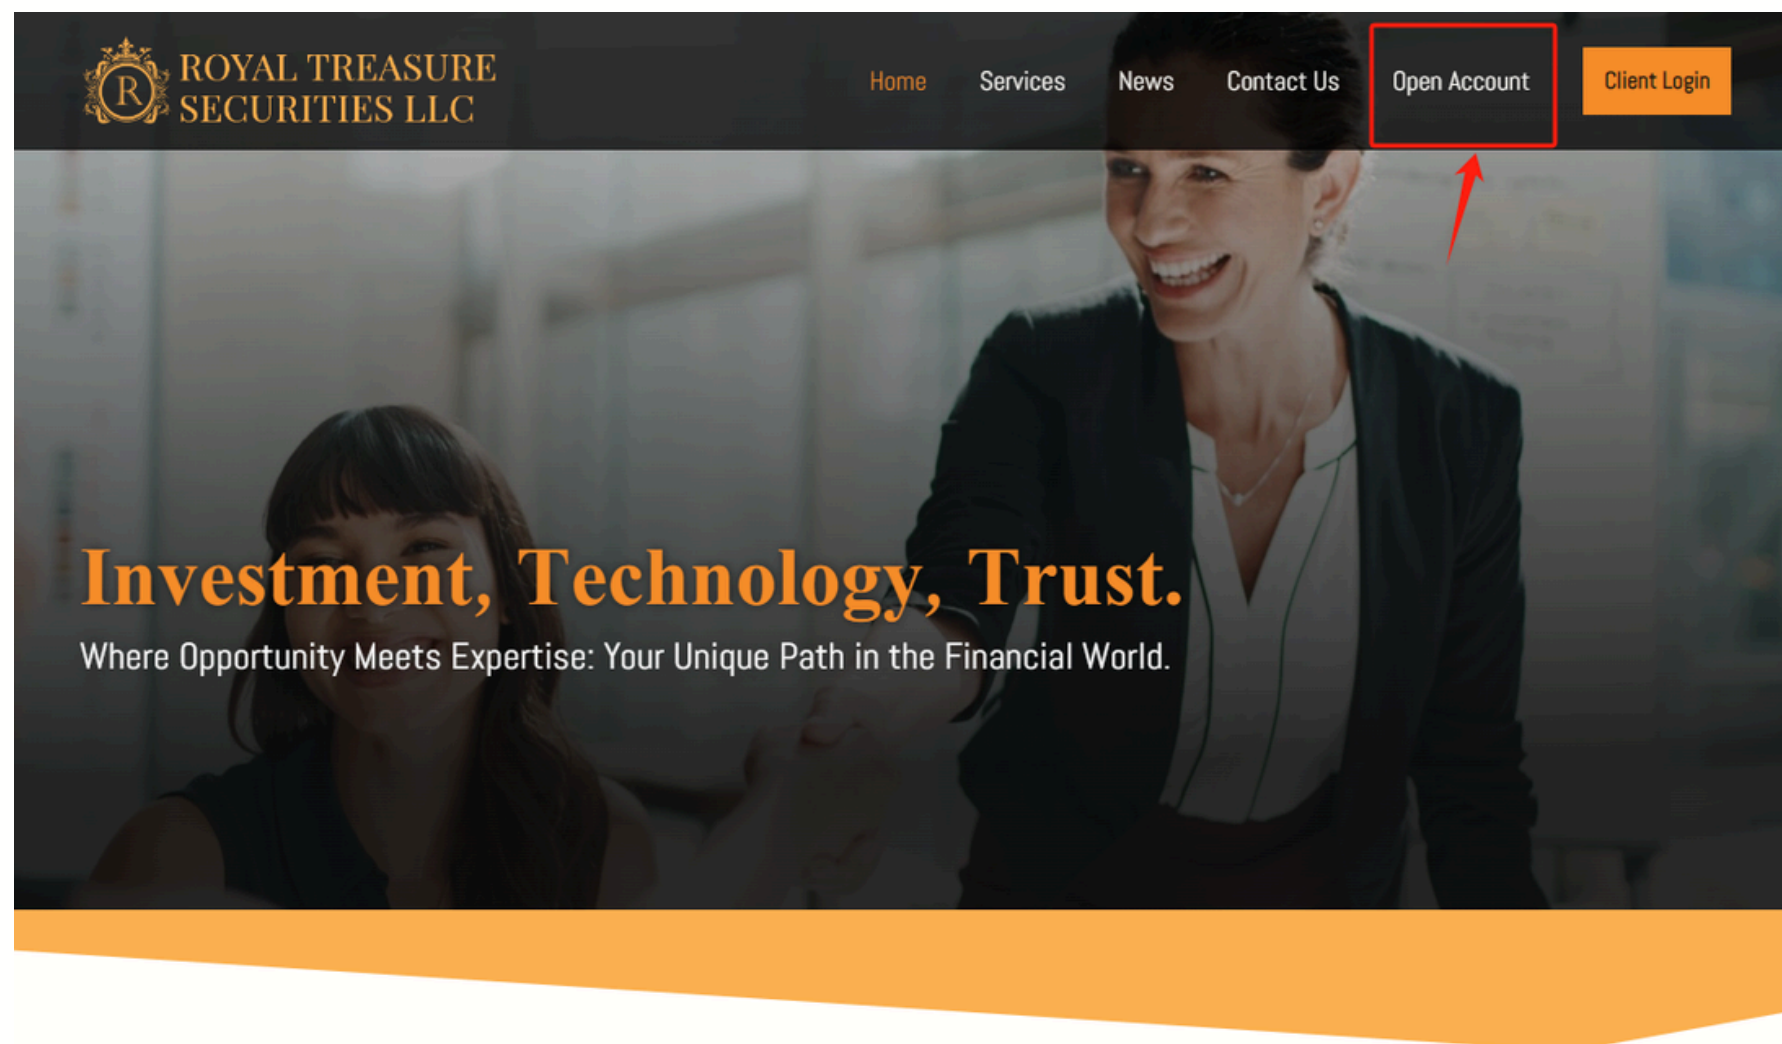 R
ROYAL TREASURE
SECURITIES LLC
Home Services News Contact Us Open Account Client Login
Investment, Technology, Trust.
Where Opportunity Meets Expertise: Your Unique Path in the Financial World.